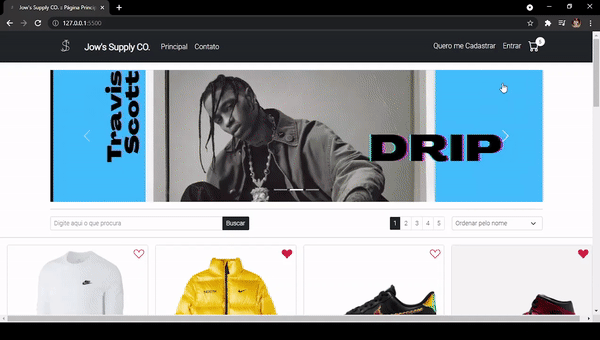 Jow's Supply CO. :: Página Princip
127.0.0.1:5500
Jow's Supply CO.
Principal
Contato
Quero me Cadastrar
Entrar
Travis
Scott
DRIP
Digite aqui o que procura
Buscar
1 2 3 4 5
Ordenar pelo nome